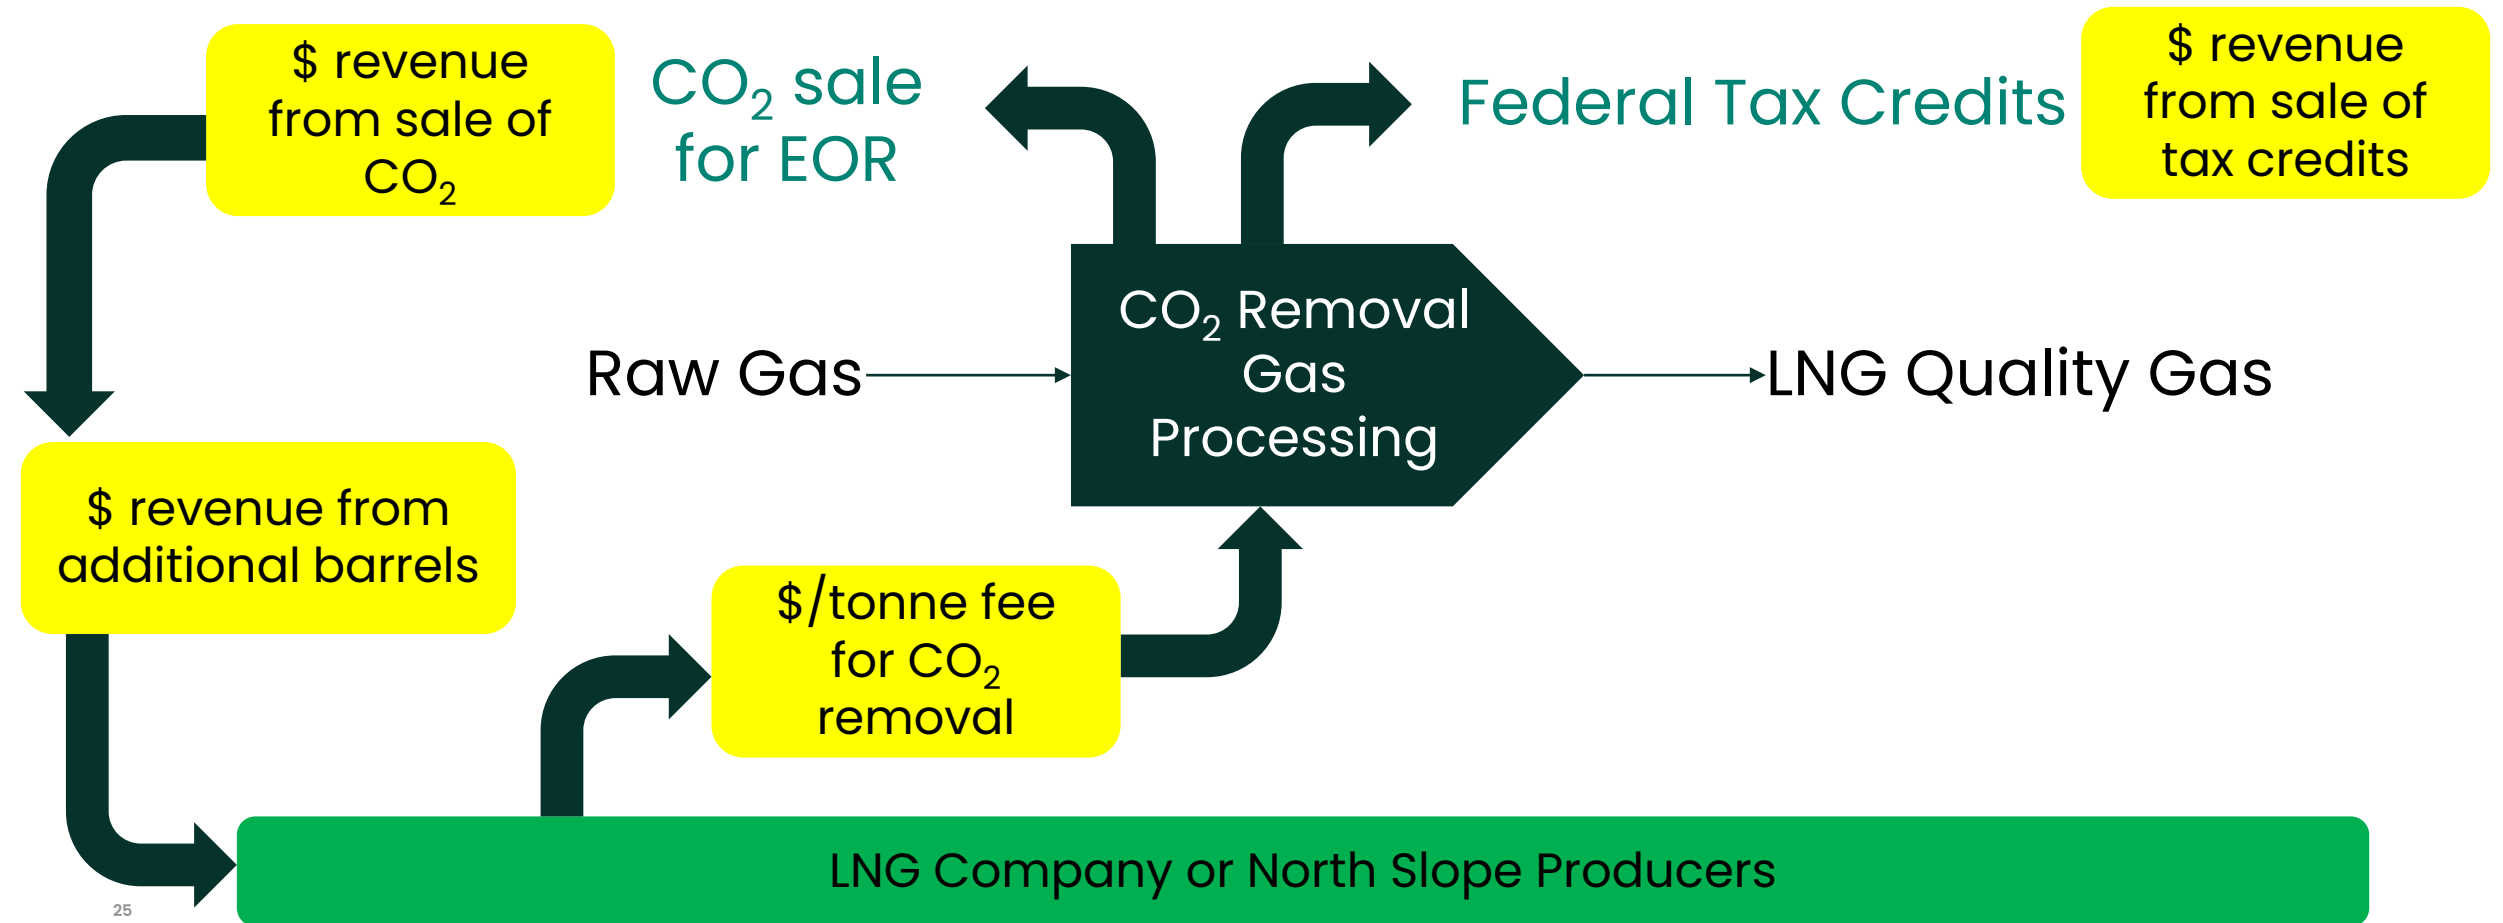 $ revenue
from sale of
CO₂
CO₂ sale
for EOR
Federal Tax Credits
$ revenue
from sale of
tax credits
Raw Gas
CO₂ Removal
Gas
Processing
LNG Quality Gas
$ revenue from
additional barrels
$/tonne fee
for CO₂
removal
LNG Company or North Slope Producers
25